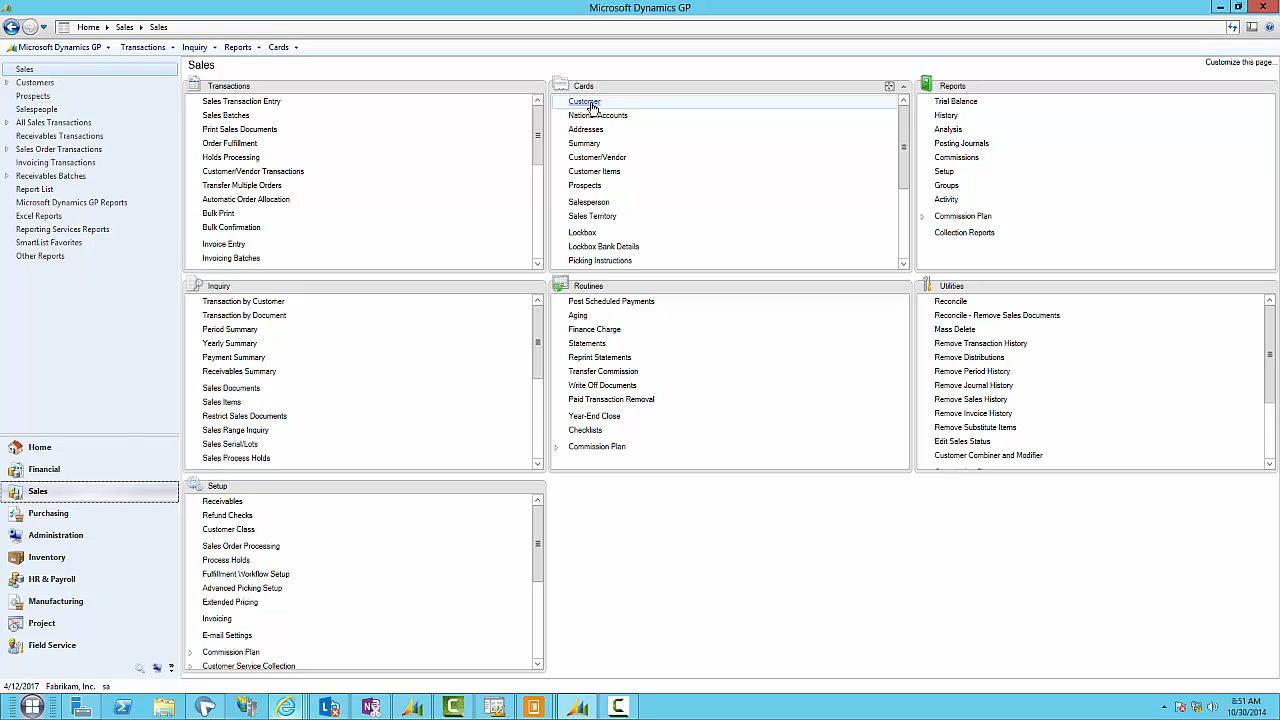 Microsoft Dynamics GP
Home ▸ Sales ▸ Sales
Microsoft Dynamics GP Transactions Inquiry Reports Cards
Sales
Customers
Prospects
Salespeople
All Sales Transactions
Receivables Transactions
Sales Order Transactions
Invoicing Transactions
Receivables Batches
Report List
Microsoft Dynamics GP Reports
Excel Reports
Reporting Services Reports
SmartList Favorites
Other Reports
Home
Financial
Sales
Purchasing
Administration
Inventory
HR & Payroll
Manufacturing
Project
Field Service
Sales
Customize this page...
Transactions
Sales Transaction Entry
Sales Batches
Print Sales Documents
Order Fulfillment
Holds Processing
Customer/Vendor Transactions
Transfer Multiple Orders
Automatic Order Allocation
Bulk Print
Bulk Confirmation
Invoice Entry
Invoicing Batches
Cards
Customer
National Accounts
Addresses
Summary
Customer/Vendor
Customer Items
Prospects
Salesperson
Sales Territory
Lockbox
Lockbox Bank Details
Picking Instructions
Reports
Trial Balance
History
Analysis
Posting Journals
Commissions
Setup
Groups
Activity
Commission Plan
Collection Reports
Inquiry
Transaction by Customer
Transaction by Document
Period Summary
Yearly Summary
Payment Summary
Receivables Summary
Sales Documents
Sales Items
Restrict Sales Documents
Sales Range Inquiry
Sales Serial/Lots
Sales Process Holds
Routines
Post Scheduled Payments
Aging
Finance Charge
Statements
Reprint Statements
Transfer Commission
Write Off Documents
Paid Transaction Removal
Year-End Close
Checklists
Commission Plan
Utilities
Reconcile
Reconcile - Remove Sales Documents
Mass Delete
Remove Transaction History
Remove Distributions
Remove Period History
Remove Journal History
Remove Sales History
Remove Invoice History
Remove Substitute Items
Edit Sales Status
Customer Combiner and Modifier
Setup
Receivables
Refund Checks
Customer Class
Sales Order Processing
Process Holds
Fulfillment Workflow Setup
Advanced Picking Setup
Extended Pricing
Invoicing
E-mail Settings
Commission Plan
Customer Service Collection
4/12/2017 Fabrikam, Inc. sa
8:51 AM
10/30/2014